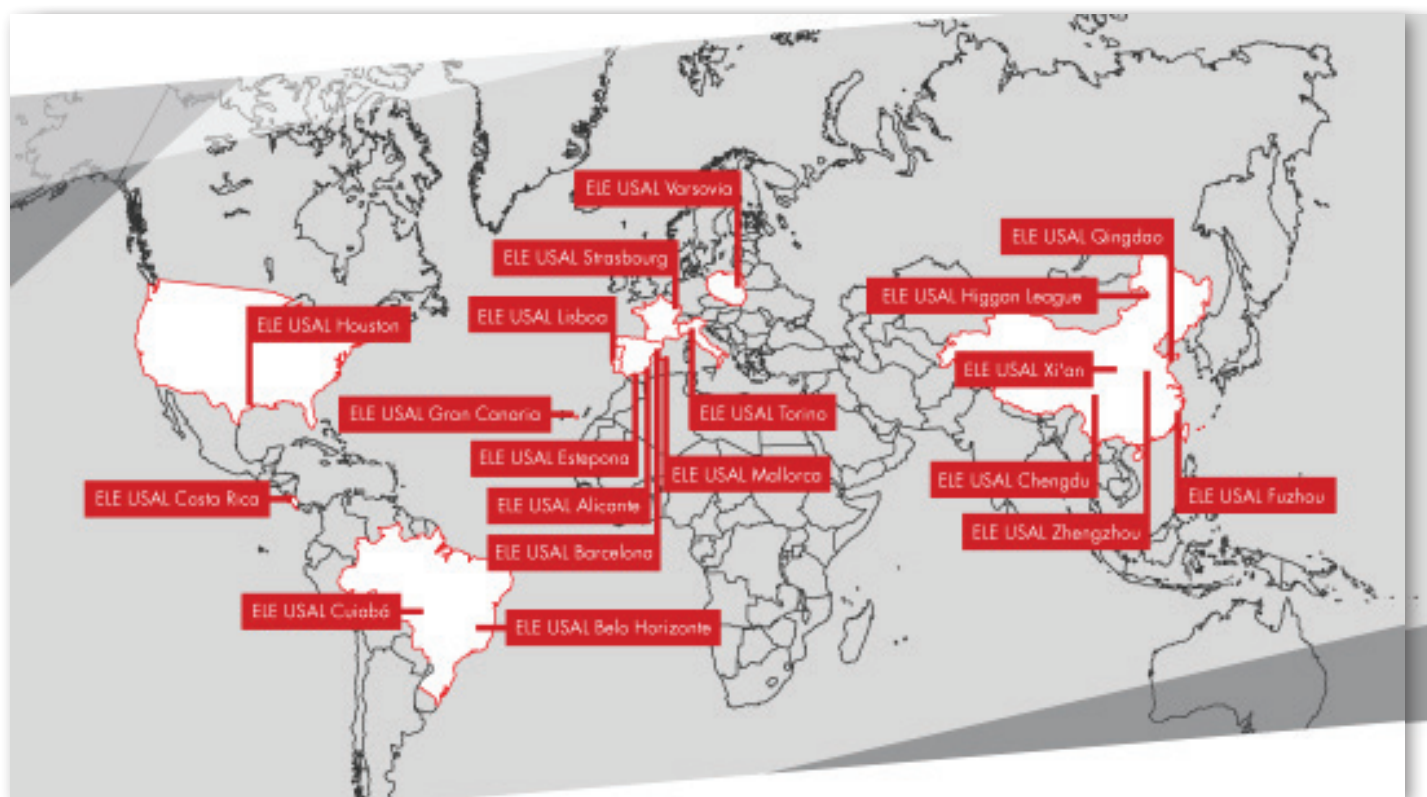 ELE USAL Varsovia
ELE USAL Qingdao
ELE USAL Strasbourg
ELE USAL Higgan League
ELE USAL Lisboa
ELE USAL Houston
ELE USAL Xi'an
ELE USAL Gran Canaria
ELE USAL Torino
ELE USAL Estepona
ELE USAL Mallorca
ELE USAL Chengdu
ELE USAL Costa Rica
ELE USAL Fuzhou
ELE USAL Alicante
ELE USAL Zhengzhou
ELE USAL Barcelona
ELE USAL Cuiabá
ELE USAL Belo Horizonte